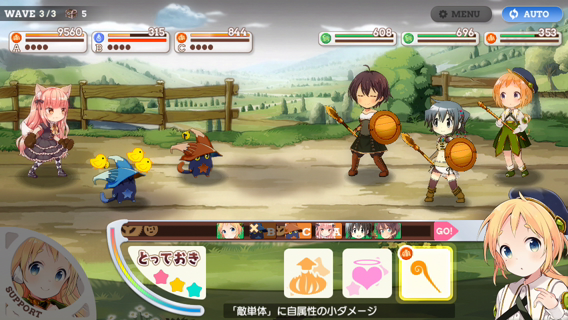 WAVE 3/3 5
MENU
AUTO
9560 315 844
A B C
608 696 353
B C A GO!
とっておき
SUPPORT
「敵単体」に自属性の小ダメージ